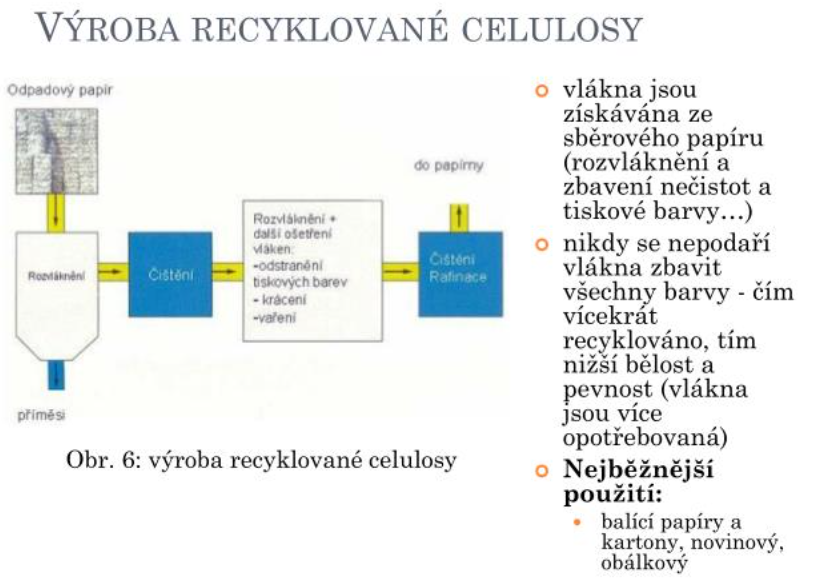 VÝROBA RECYKLOVANÉ CELULOSY
Odpadový papír
do papírny
Rozvláknění
Čištění
Rozvláknění +
další ošetření
vláken:
-odstranění
tiskových barev
- krácení
-vaření
Čištění
Rafinace
příměsi
Obr. 6: výroba recyklované celulosy
vlákna jsou
získávána ze
sběrového papíru
(rozvláknění a
zbavení nečistot a
tiskové barvy…)
nikdy se nepodaří
vlákna zbavit
všechny barvy - čím
vícekrát
recyklováno, tím
nižší bělost a
pevnost (vlákna
jsou více
opotřebovaná)
Nejběžnější
použití:
balící papíry a
kartony, novinový,
obálkový